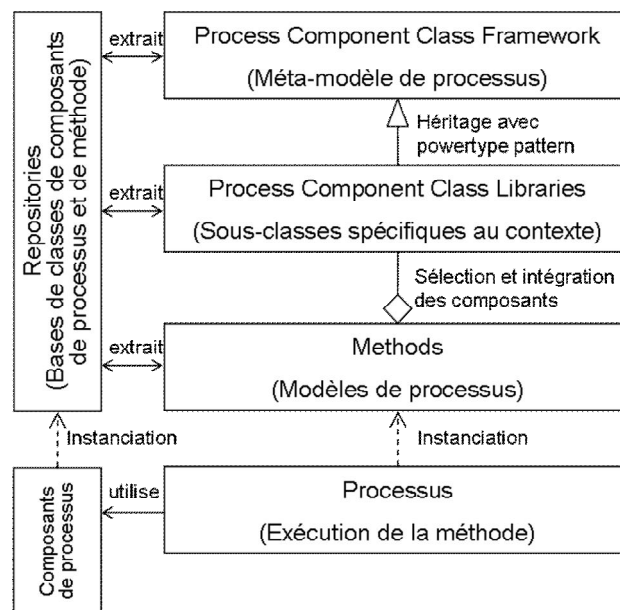 Repositories
(Bases de classes de composants
de processus et de méthode)
extrait
Process Component Class Framework
(Méta-modèle de processus)
Héritage avec
powertype pattern
extrait
Process Component Class Libraries
(Sous-classes spécifiques au contexte)
Sélection et intégration
des composants
extrait
Methods
(Modèles de processus)
Instanciation
Instanciation
Composants
de processus
utilise
Processus
(Exécution de la méthode)